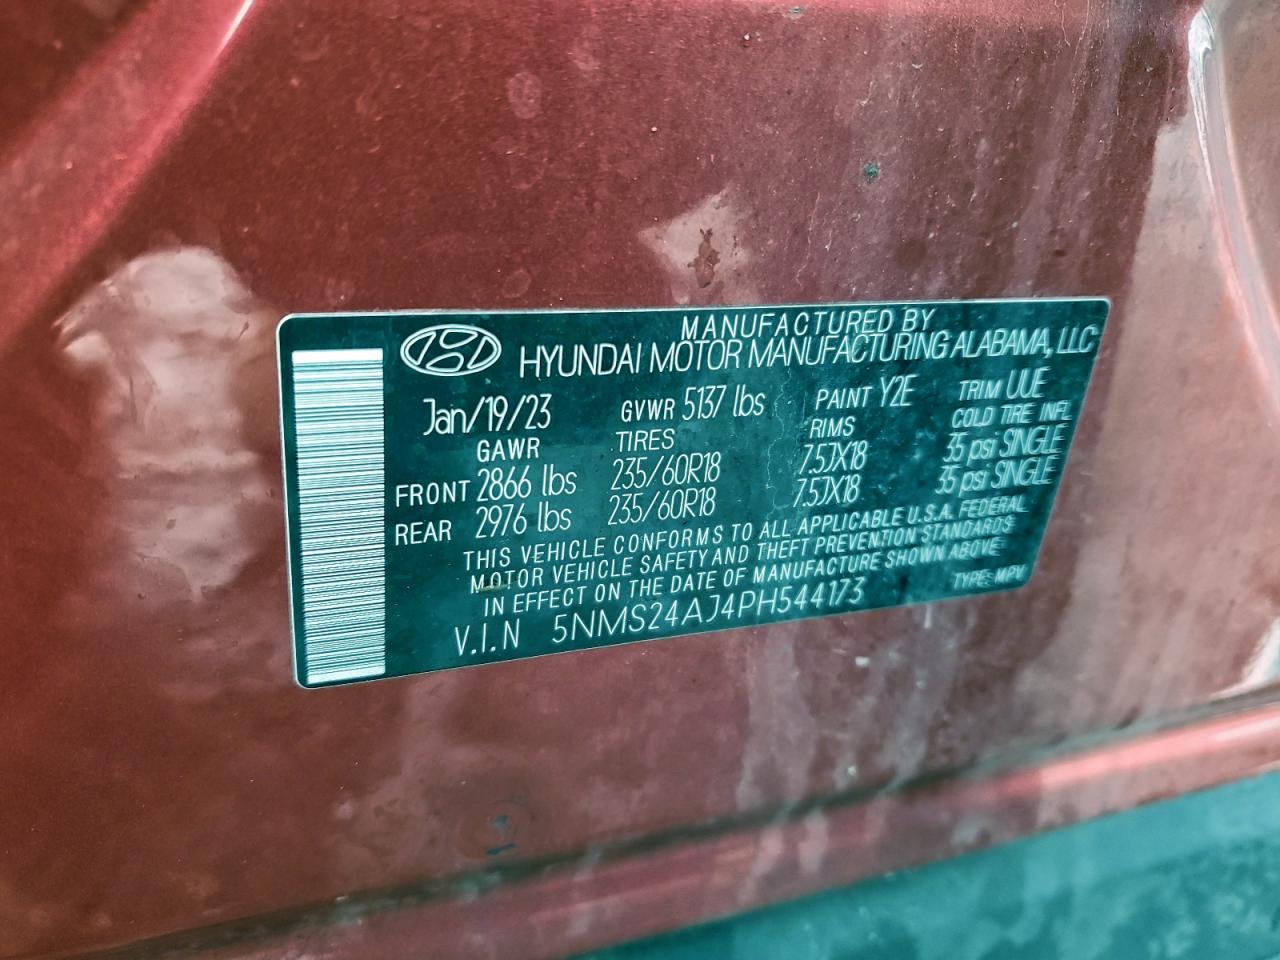 MANUFACTURED BY
HYUNDAI MOTOR MANUFACTURING ALABAMA, LLC
Jan/19/23 GVWR 5137 lbs PAINT Y2E TRIM UUE
GAWR TIRES RIMS COLD TIRE INFL
FRONT 2866 lbs 235/60R18 7.5JX18 35 psi SINGLE
REAR 2976 lbs 235/60R18 7.5JX18 35 psi SINGLE
THIS VEHICLE CONFORMS TO ALL APPLICABLE U.S.A. FEDERAL
MOTOR VEHICLE SAFETY AND THEFT PREVENTION STANDARDS
IN EFFECT ON THE DATE OF MANUFACTURE SHOWN ABOVE.
V.I.N 5NMS24AJ4PH544173 TYPE: MPV